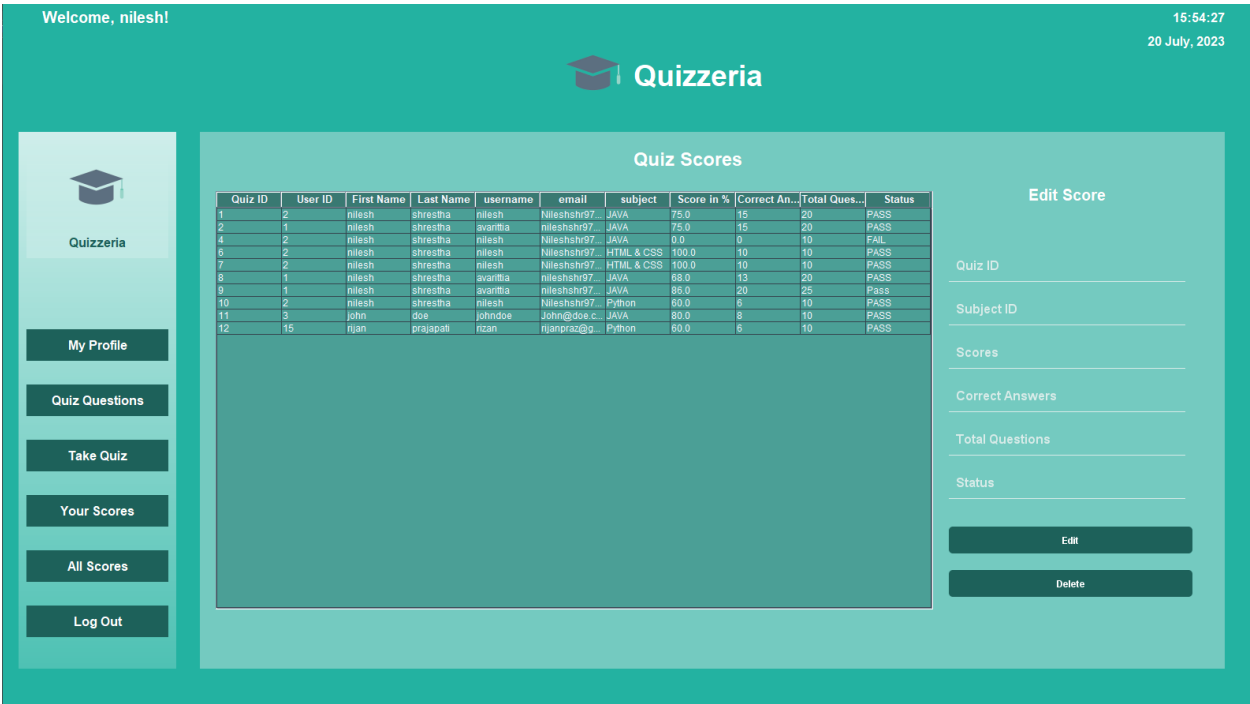 Welcome, nilesh!
15:54:27
20 July, 2023
Quizzeria
Quizzeria
My Profile
Quiz Questions
Take Quiz
Your Scores
All Scores
Log Out
Quiz Scores
Quiz ID User ID First Name Last Name username email subject Score in % Correct An... Total Ques... Status
1 2 nilesh shrestha nilesh Nileshshr97... JAVA 75.0 15 20 PASS
2 1 nilesh shrestha avarittia nileshshr97... JAVA 75.0 15 20 PASS
4 2 nilesh shrestha nilesh Nileshshr97... JAVA 0.0 0 10 FAIL
6 2 nilesh shrestha nilesh Nileshshr97... HTML & CSS 100.0 10 10 PASS
7 2 nilesh shrestha nilesh Nileshshr97... HTML & CSS 100.0 10 10 PASS
8 1 nilesh shrestha avarittia nileshshr97... JAVA 68.0 13 20 PASS
9 1 nilesh shrestha avarittia nileshshr97... JAVA 86.0 20 25 Pass
10 2 nilesh shrestha nilesh Nileshshr97... Python 60.0 6 10 PASS
11 3 john doe johndoe John@doe.c... JAVA 80.0 8 10 PASS
12 15 rijan prajapati rizan rijanpraz@g... Python 60.0 6 10 PASS
Edit Score
Quiz ID
Subject ID
Scores
Correct Answers
Total Questions
Status
Edit
Delete